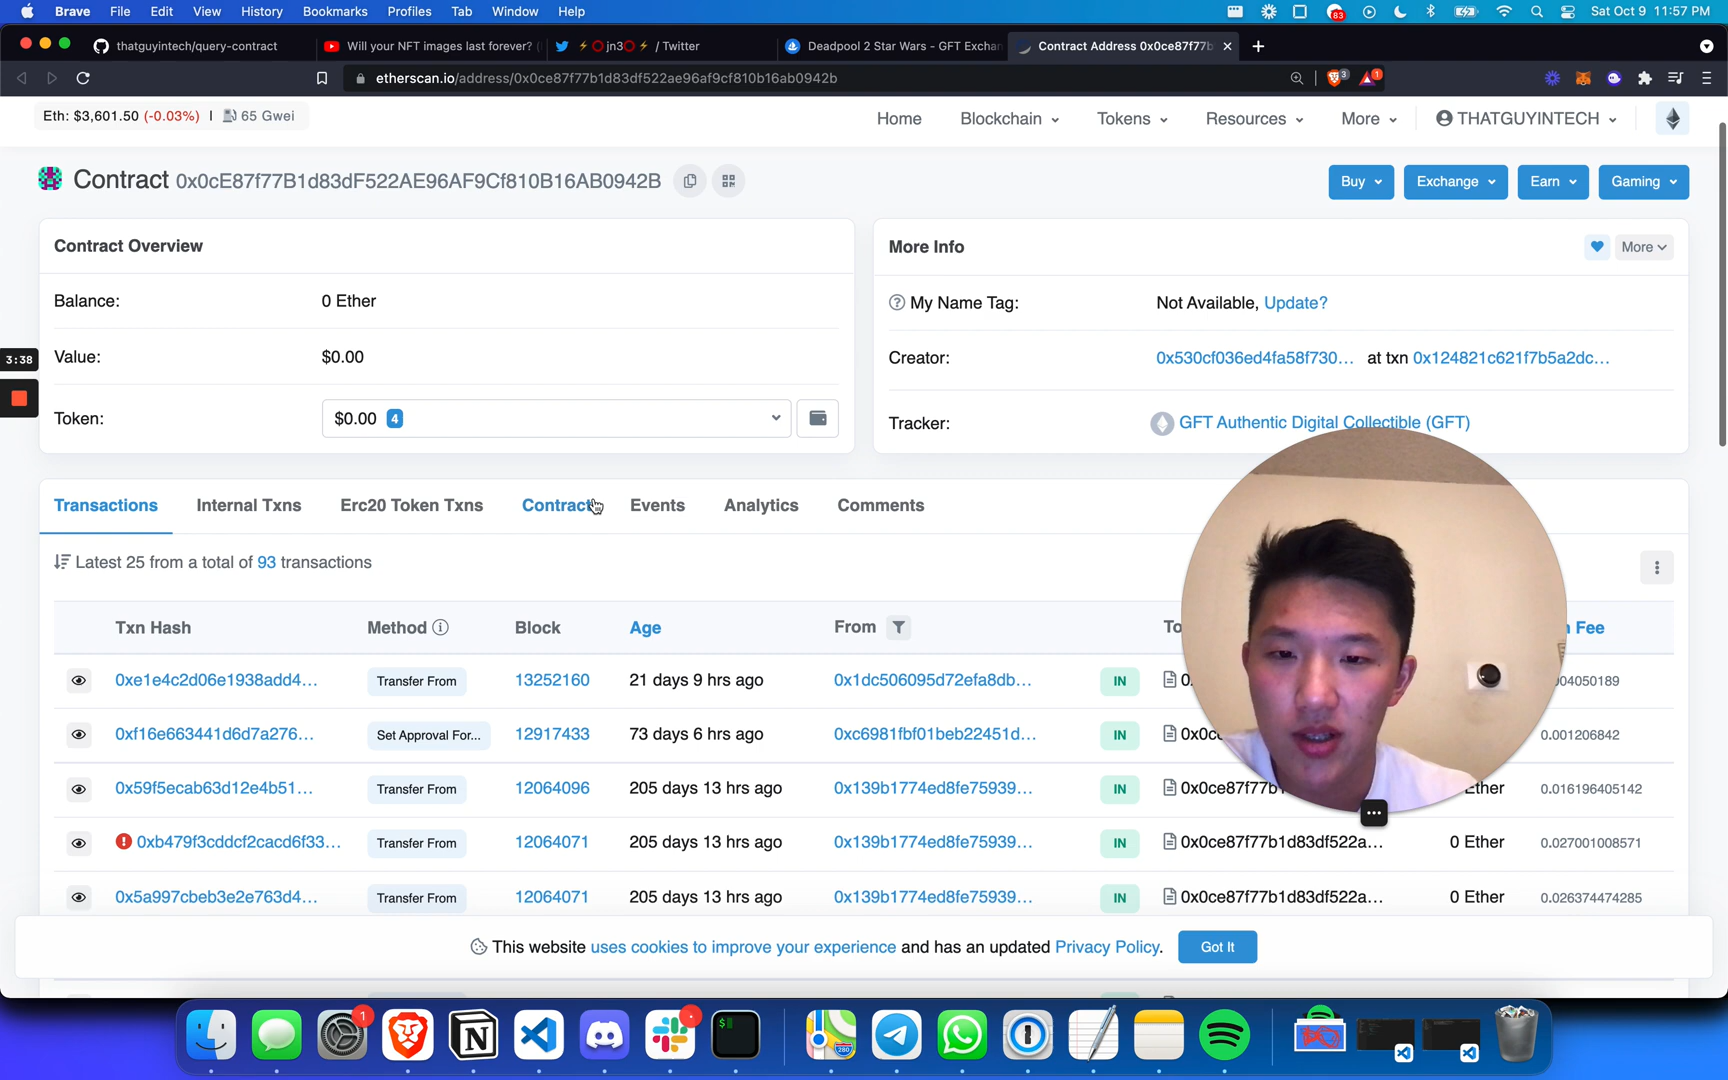 Brave File Edit View History Bookmarks Profiles Tab Window Help
83
Sat Oct 9 11:57 PM
thatguyintech/query-contract
Will your NFT images last forever? (
jn3 / Twitter
Deadpool 2 Star Wars - GFT Exchan
Contract Address 0x0ce87f77b
etherscan.io/address/0x0ce87f77b1d83df522ae96af9cf810b16ab0942b
3
1
Eth: $3,601.50 (-0.03%) | 65 Gwei
Home Blockchain Tokens Resources More THATGUYINTECH
Contract 0x0cE87f77B1d83dF522AE96AF9Cf810B16AB0942B
Buy Exchange Earn Gaming
Contract Overview
Balance: 0 Ether
Value: $0.00
Token: $0.00 4
More Info
More
My Name Tag: Not Available, Update?
Creator: 0x530cf036ed4fa58f730... at txn 0x124821c621f7b5a2dc...
Tracker: GFT Authentic Digital Collectible (GFT)
3:38
Transactions Internal Txns Erc20 Token Txns Contract Events Analytics Comments
Latest 25 from a total of 93 transactions
Txn Hash Method Block Age From To n Fee
0xe1e4c2d06e1938add4... Transfer From 13252160 21 days 9 hrs ago 0x1dc506095d72efa8db... IN 0 04050189
0xf16e663441d6d7a276... Set Approval For... 12917433 73 days 6 hrs ago 0xc6981fbf01beb22451d... IN 0x0c 0.001206842
0x59f5ecab63d12e4b51... Transfer From 12064096 205 days 13 hrs ago 0x139b1774ed8fe75939... IN 0x0ce87f77b Ether 0.016196405142
0xb479f3cddcf2cacd6f33... Transfer From 12064071 205 days 13 hrs ago 0x139b1774ed8fe75939... IN 0x0ce87f77b1d83df522a... 0 Ether 0.027001008571
0x5a997cbeb3e2e763d4... Transfer From 12064071 205 days 13 hrs ago 0x139b1774ed8fe75939... IN 0x0ce87f77b1d83df522a... 0 Ether 0.026374474285
This website uses cookies to improve your experience and has an updated Privacy Policy. Got It
1
280